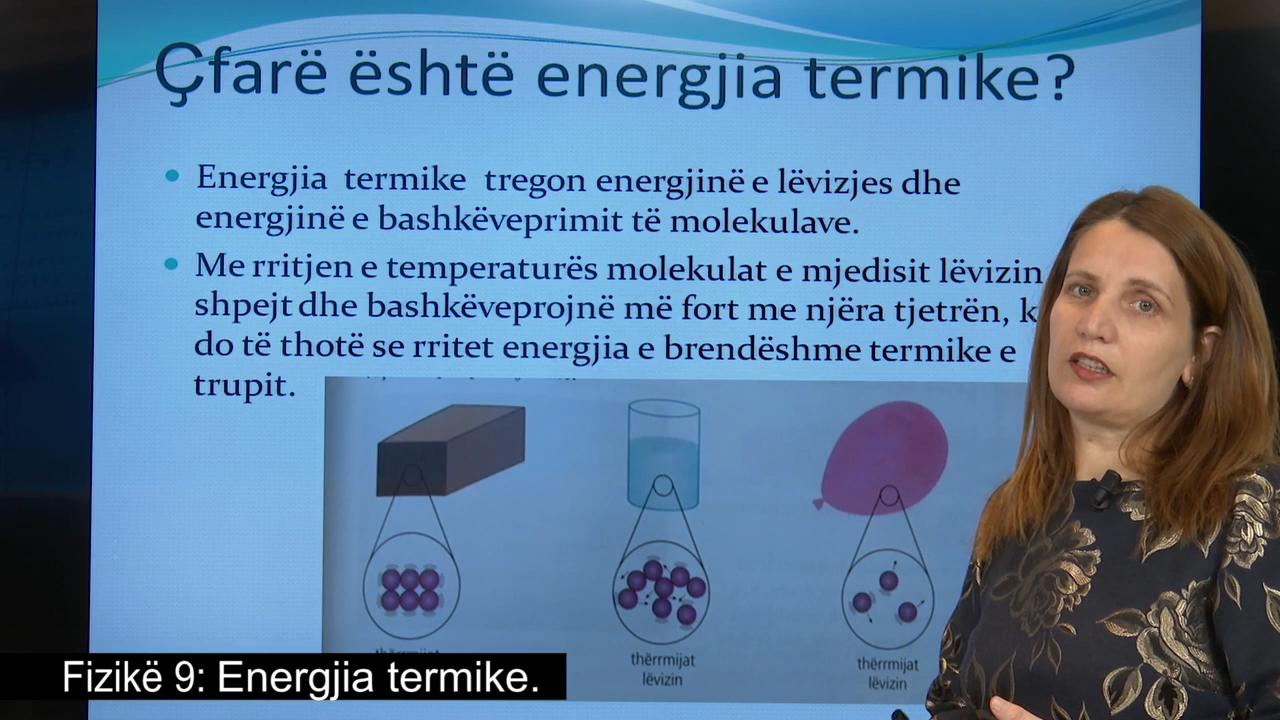 Çfarë është energjia termike?
• Energjia termike tregon energjinë e lëvizjes dhe
energjinë e bashkëveprimit të molekulave.
• Me rritjen e temperaturës molekulat e mjedisit lëvizin
shpejt dhe bashkëveprojnë më fort me njëra tjetrën,
do të thotë se rritet energjia e brendëshme termike e
trupit.
thërrmijat
lëvizin
thërrmijat
lëvizin
Fizikë 9: Energjia termike.